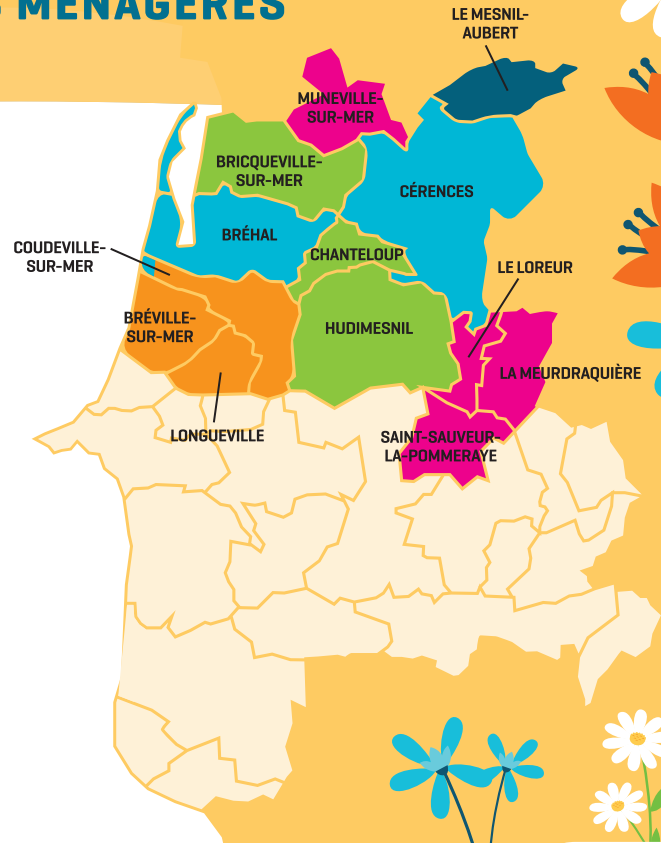 MÉNAGÈRES
LE MESNIL-
AUBERT
MUNEVILLE-
SUR-MER
BRICQUEVILLE-
SUR-MER
CÉRENCES
BRÉHAL
COUDEVILLE-
SUR-MER
CHANTELOUP
LE LOREUR
BRÉVILLE-
SUR-MER
HUDIMESNIL
LA MEURDRAQUIÈRE
LONGUEVILLE
SAINT-SAUVEUR-
LA-POMMERAYE